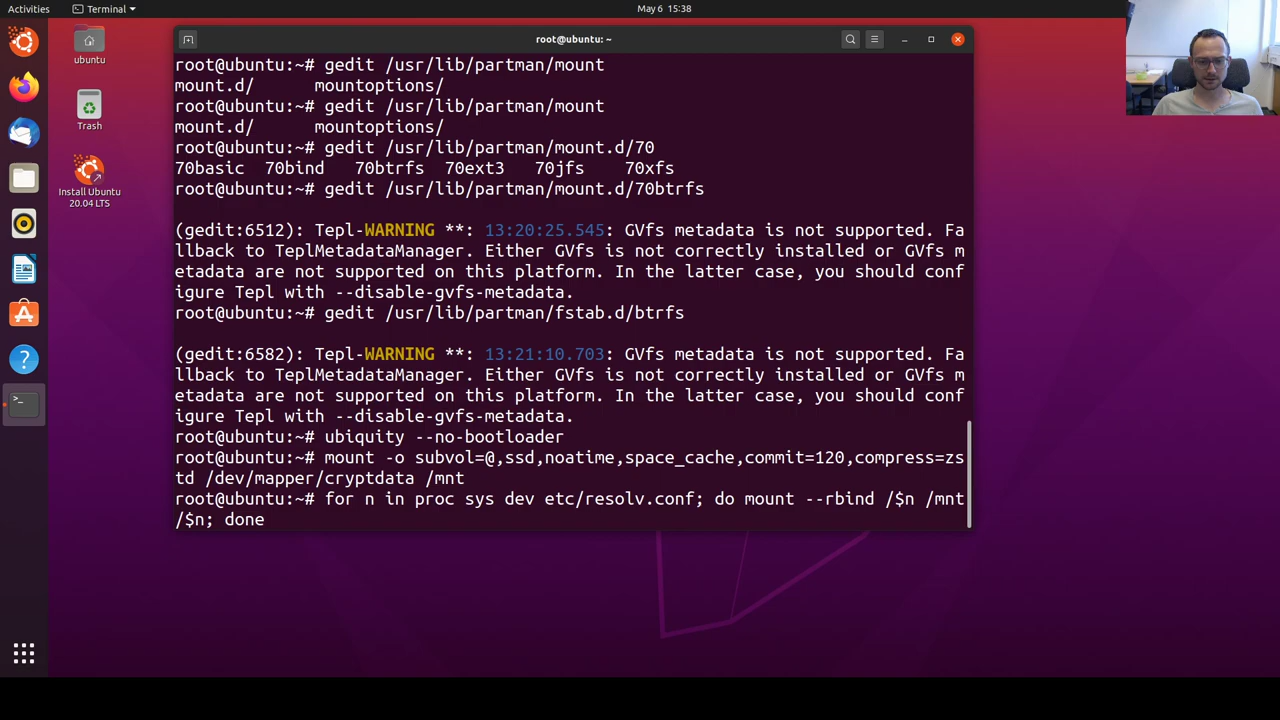 Activities
Terminal
May 6 15:38
ubuntu
Trash
Install Ubuntu
20.04 LTS
root@ubuntu: ~
root@ubuntu:~# gedit /usr/lib/partman/mount
mount.d/      mountoptions/
root@ubuntu:~# gedit /usr/lib/partman/mount
mount.d/      mountoptions/
root@ubuntu:~# gedit /usr/lib/partman/mount.d/70
70basic  70bind   70btrfs  70ext3   70jfs    70xfs
root@ubuntu:~# gedit /usr/lib/partman/mount.d/70btrfs
(gedit:6512): Tepl-WARNING **: 13:20:25.545: GVfs metadata is not supported. Fa
llback to TeplMetadataManager. Either GVfs is not correctly installed or GVfs m
etadata are not supported on this platform. In the latter case, you should conf
igure Tepl with --disable-gvfs-metadata.
root@ubuntu:~# gedit /usr/lib/partman/fstab.d/btrfs
(gedit:6582): Tepl-WARNING **: 13:21:10.703: GVfs metadata is not supported. Fa
llback to TeplMetadataManager. Either GVfs is not correctly installed or GVfs m
etadata are not supported on this platform. In the latter case, you should conf
igure Tepl with --disable-gvfs-metadata.
root@ubuntu:~# ubiquity --no-bootloader
root@ubuntu:~# mount -o subvol=@,ssd,noatime,space_cache,commit=120,compress=zs
td /dev/mapper/cryptdata /mnt
root@ubuntu:~# for n in proc sys dev etc/resolv.conf; do mount --rbind /$n /mnt
/$n; done